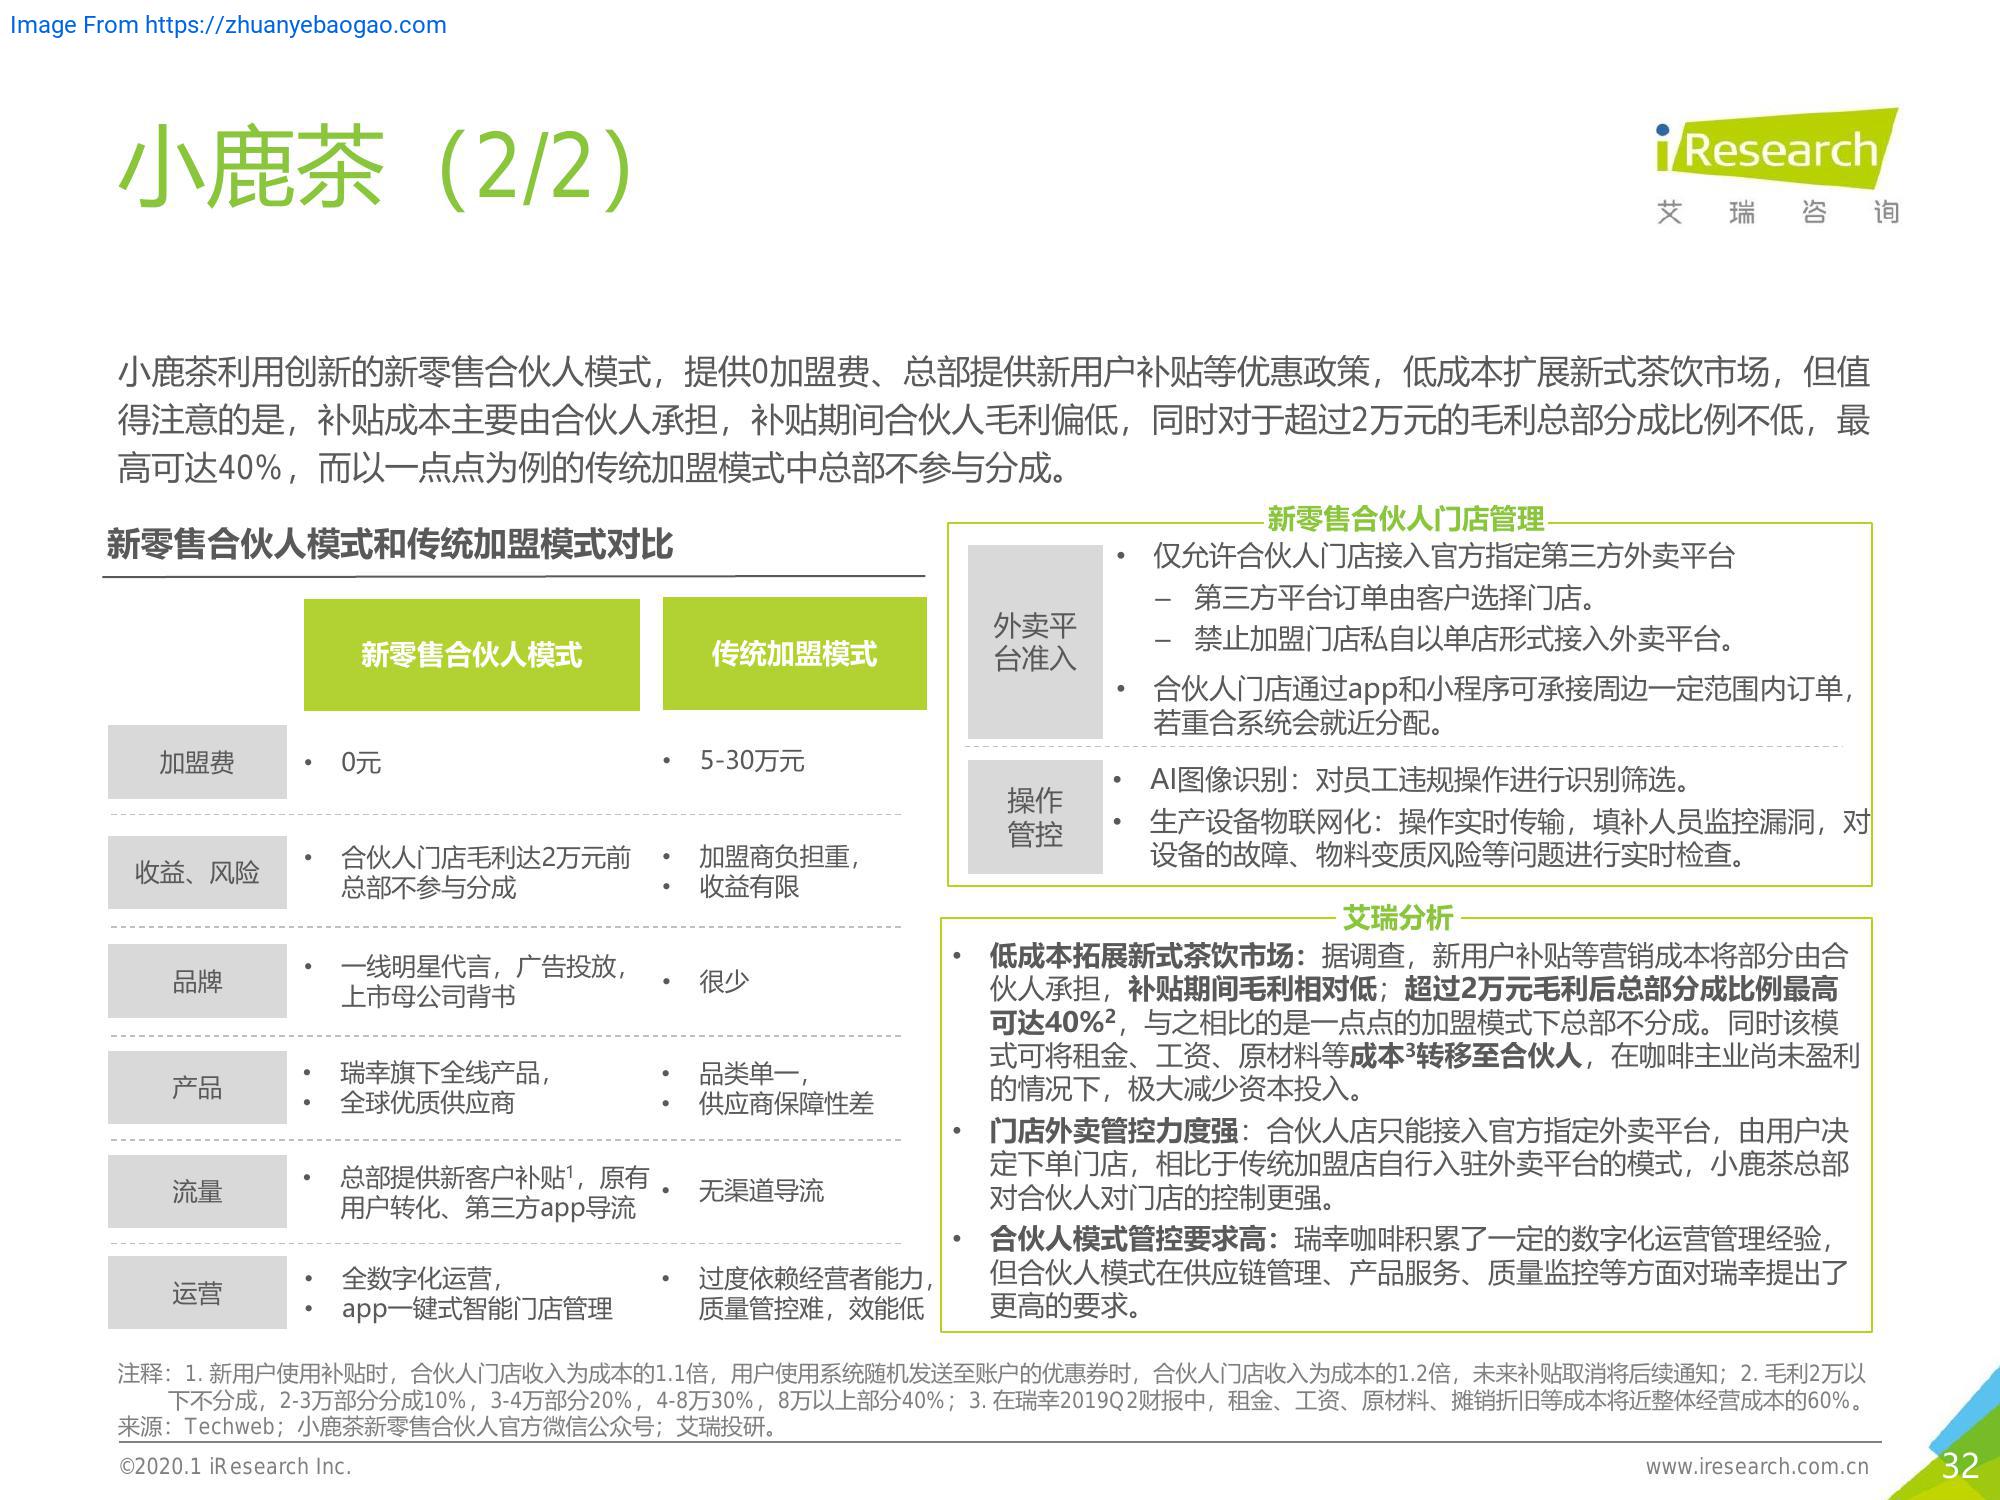 Image From https://zhuanyebaogao.com
小鹿茶（2/2）
iResearch
艾 瑞 咨 询
小鹿茶利用创新的新零售合伙人模式，提供0加盟费、总部提供新用户补贴等优惠政策，低成本扩展新式茶饮市场，但值
得注意的是，补贴成本主要由合伙人承担，补贴期间合伙人毛利偏低，同时对于超过2万元的毛利总部分成比例不低，最
高可达40%，而以一点点为例的传统加盟模式中总部不参与分成。
新零售合伙人模式和传统加盟模式对比
新零售合伙人模式
传统加盟模式
加盟费
• 0元
• 5-30万元
收益、风险
• 合伙人门店毛利达2万元前
总部不参与分成
• 加盟商负担重，
• 收益有限
品牌
• 一线明星代言，广告投放，
上市母公司背书
• 很少
产品
• 瑞幸旗下全线产品，
• 全球优质供应商
• 品类单一，
• 供应商保障性差
流量
• 总部提供新客户补贴¹，原有
用户转化、第三方app导流
• 无渠道导流
运营
• 全数字化运营，
• app一键式智能门店管理
• 过度依赖经营者能力，
质量管控难，效能低
新零售合伙人门店管理
外卖平
台准入
• 仅允许合伙人门店接入官方指定第三方外卖平台
– 第三方平台订单由客户选择门店。
– 禁止加盟门店私自以单店形式接入外卖平台。
• 合伙人门店通过app和小程序可承接周边一定范围内订单，
若重合系统会就近分配。
操作
管控
• AI图像识别：对员工违规操作进行识别筛选。
• 生产设备物联网化：操作实时传输，填补人员监控漏洞，对
设备的故障、物料变质风险等问题进行实时检查。
艾瑞分析
• 低成本拓展新式茶饮市场：据调查，新用户补贴等营销成本将部分由合
伙人承担，补贴期间毛利相对低；超过2万元毛利后总部分成比例最高
可达40%²，与之相比的是一点点的加盟模式下总部不分成。同时该模
式可将租金、工资、原材料等成本³转移至合伙人，在咖啡主业尚未盈利
的情况下，极大减少资本投入。
• 门店外卖管控力度强：合伙人店只能接入官方指定外卖平台，由用户决
定下单门店，相比于传统加盟店自行入驻外卖平台的模式，小鹿茶总部
对合伙人对门店的控制更强。
• 合伙人模式管控要求高：瑞幸咖啡积累了一定的数字化运营管理经验，
但合伙人模式在供应链管理、产品服务、质量监控等方面对瑞幸提出了
更高的要求。
注释：1. 新用户使用补贴时，合伙人门店收入为成本的1.1倍，用户使用系统随机发送至账户的优惠券时，合伙人门店收入为成本的1.2倍，未来补贴取消将后续通知；2. 毛利2万以
下不分成，2-3万部分分成10%，3-4万部分20%，4-8万30%，8万以上部分40%；3. 在瑞幸2019Q2财报中，租金、工资、原材料、摊销折旧等成本将近整体经营成本的60%。
来源：Techweb；小鹿茶新零售合伙人官方微信公众号；艾瑞投研。
©2020.1 iResearch Inc.
www.iresearch.com.cn
32